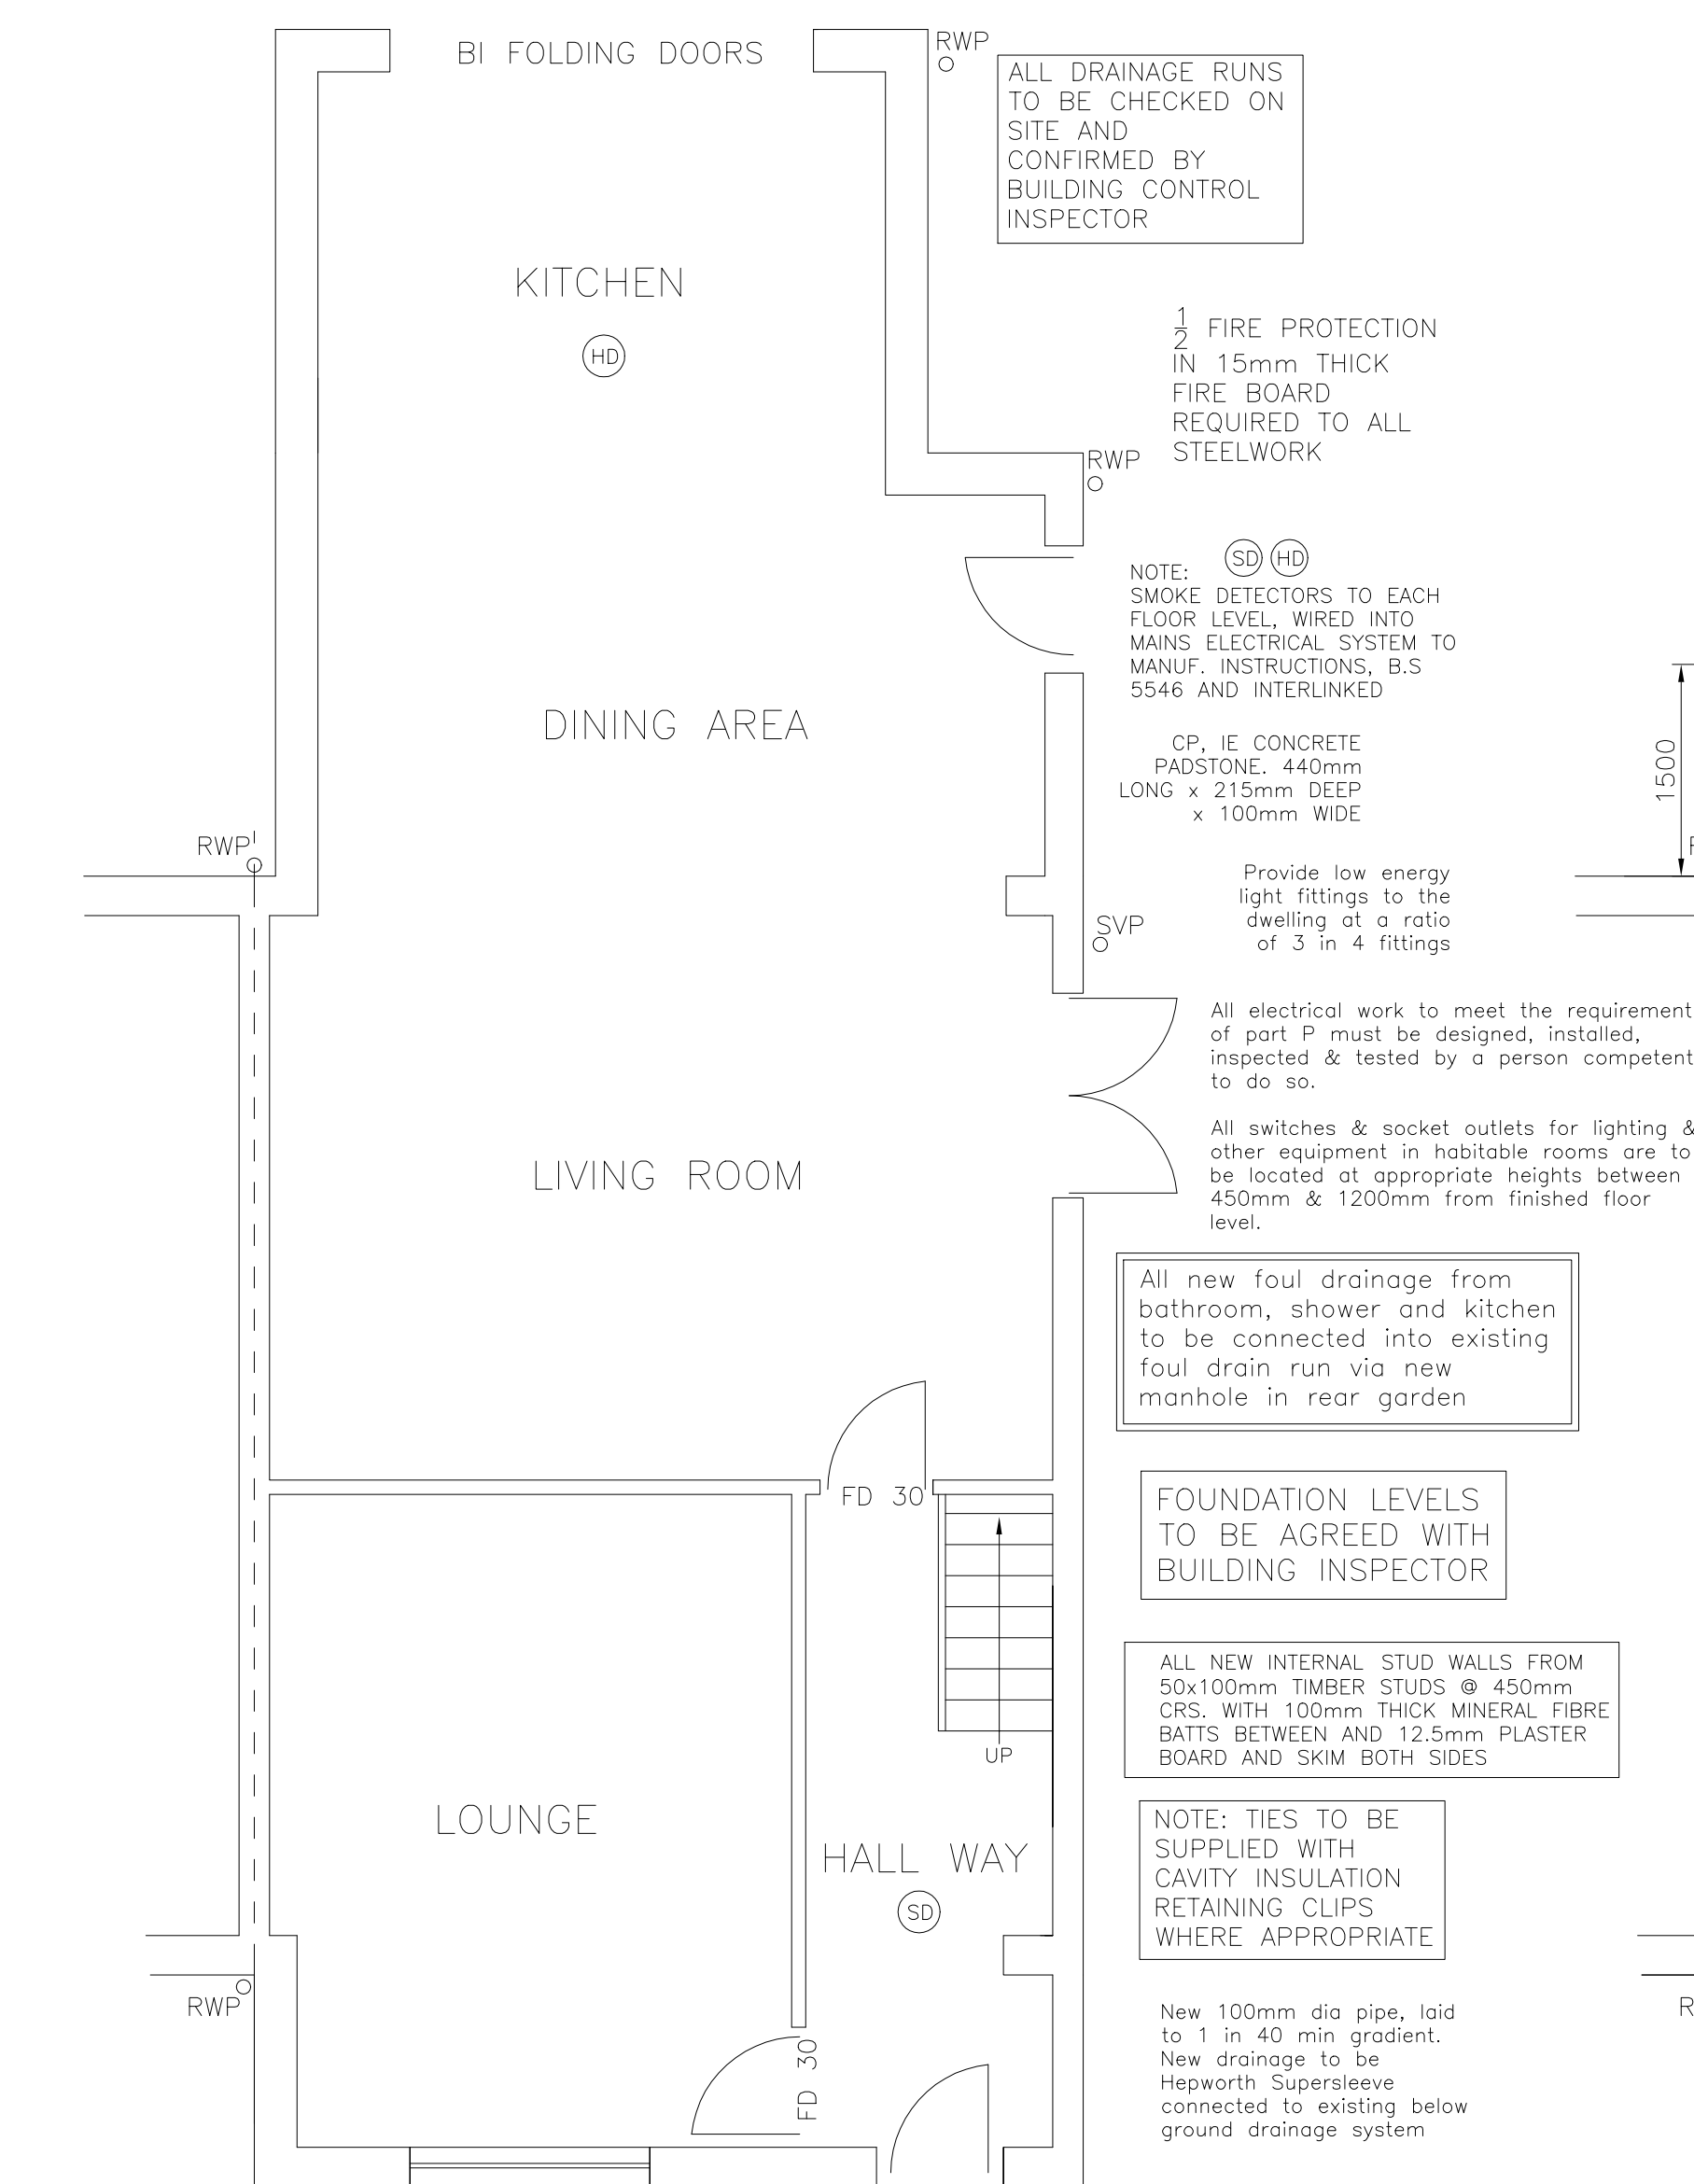 BI FOLDING DOORS
RWP
ALL DRAINAGE RUNS
TO BE CHECKED ON
SITE AND
CONFIRMED BY
BUILDING CONTROL
INSPECTOR
KITCHEN
HD
1/2 FIRE PROTECTION
IN 15mm THICK
FIRE BOARD
REQUIRED TO ALL
STEELWORK
RWP
SD HD
NOTE:
SMOKE DETECTORS TO EACH
FLOOR LEVEL, WIRED INTO
MAINS ELECTRICAL SYSTEM TO
MANUF. INSTRUCTIONS, B.S
5546 AND INTERLINKED
DINING AREA
CP, IE CONCRETE
PADSTONE. 440mm
LONG x 215mm DEEP
x 100mm WIDE
1500
RWP
Provide low energy
light fittings to the
dwelling at a ratio
of 3 in 4 fittings
SVP
All electrical work to meet the requirement
of part P must be designed, installed,
inspected & tested by a person competent
to do so.
All switches & socket outlets for lighting &
other equipment in habitable rooms are to
be located at appropriate heights between
450mm & 1200mm from finished floor
level.
LIVING ROOM
All new foul drainage from
bathroom, shower and kitchen
to be connected into existing
foul drain run via new
manhole in rear garden
FD 30
FOUNDATION LEVELS
TO BE AGREED WITH
BUILDING INSPECTOR
ALL NEW INTERNAL STUD WALLS FROM
50x100mm TIMBER STUDS @ 450mm
CRS. WITH 100mm THICK MINERAL FIBRE
BATTS BETWEEN AND 12.5mm PLASTER
BOARD AND SKIM BOTH SIDES
UP
LOUNGE
HALL WAY
SD
NOTE: TIES TO BE
SUPPLIED WITH
CAVITY INSULATION
RETAINING CLIPS
WHERE APPROPRIATE
RWP
R
New 100mm dia pipe, laid
to 1 in 40 min gradient.
New drainage to be
Hepworth Supersleeve
connected to existing below
ground drainage system
FD 30